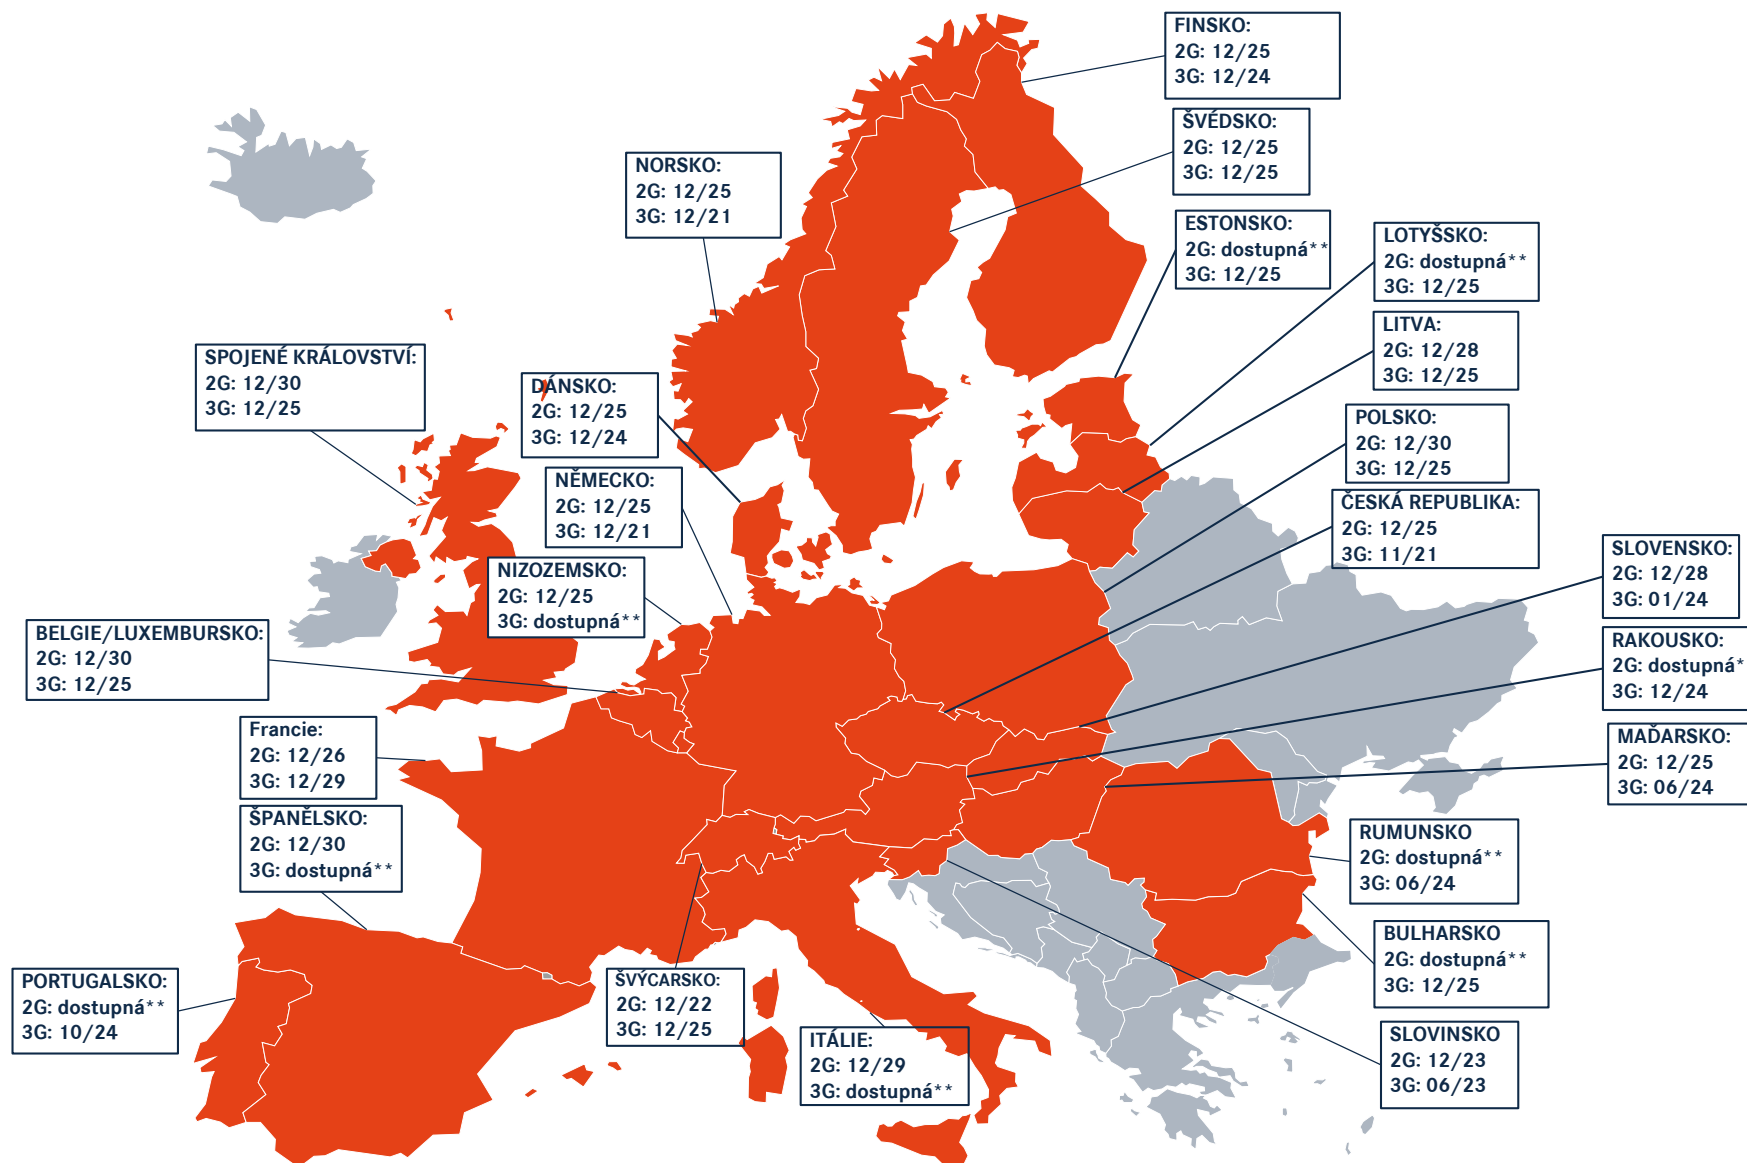 FINSKO:
2G: 12/25
3G: 12/24
ŠVÉDSKO:
2G: 12/25
3G: 12/25
NORSKO:
2G: 12/25
3G: 12/21
ESTONSKO:
2G: dostupná**
3G: 12/25
LOTYŠSKO:
2G: dostupná**
3G: 12/25
LITVA:
2G: 12/28
3G: 12/25
SPOJENÉ KRÁLOVSTVÍ:
2G: 12/30
3G: 12/25
DÁNSKO:
2G: 12/25
3G: 12/24
POLSKO:
2G: 12/30
3G: 12/25
NĚMECKO:
2G: 12/25
3G: 12/21
ČESKÁ REPUBLIKA:
2G: 12/25
3G: 11/21
SLOVENSKO:
2G: 12/28
3G: 01/24
NIZOZEMSKO:
2G: 12/25
3G: dostupná**
BELGIE/LUXEMBURSKO:
2G: 12/30
3G: 12/25
RAKOUSKO:
2G: dostupná*
3G: 12/24
Francie:
2G: 12/26
3G: 12/29
MAĎARSKO:
2G: 12/25
3G: 06/24
ŠPANĚLSKO:
2G: 12/30
3G: dostupná**
RUMUNSKO
2G: dostupná**
3G: 06/24
BULHARSKO
2G: dostupná**
3G: 12/25
PORTUGALSKO:
2G: dostupná**
3G: 10/24
ŠVÝCARSKO:
2G: 12/22
3G: 12/25
ITÁLIE:
2G: 12/29
3G: dostupná**
SLOVINSKO
2G: 12/23
3G: 06/23